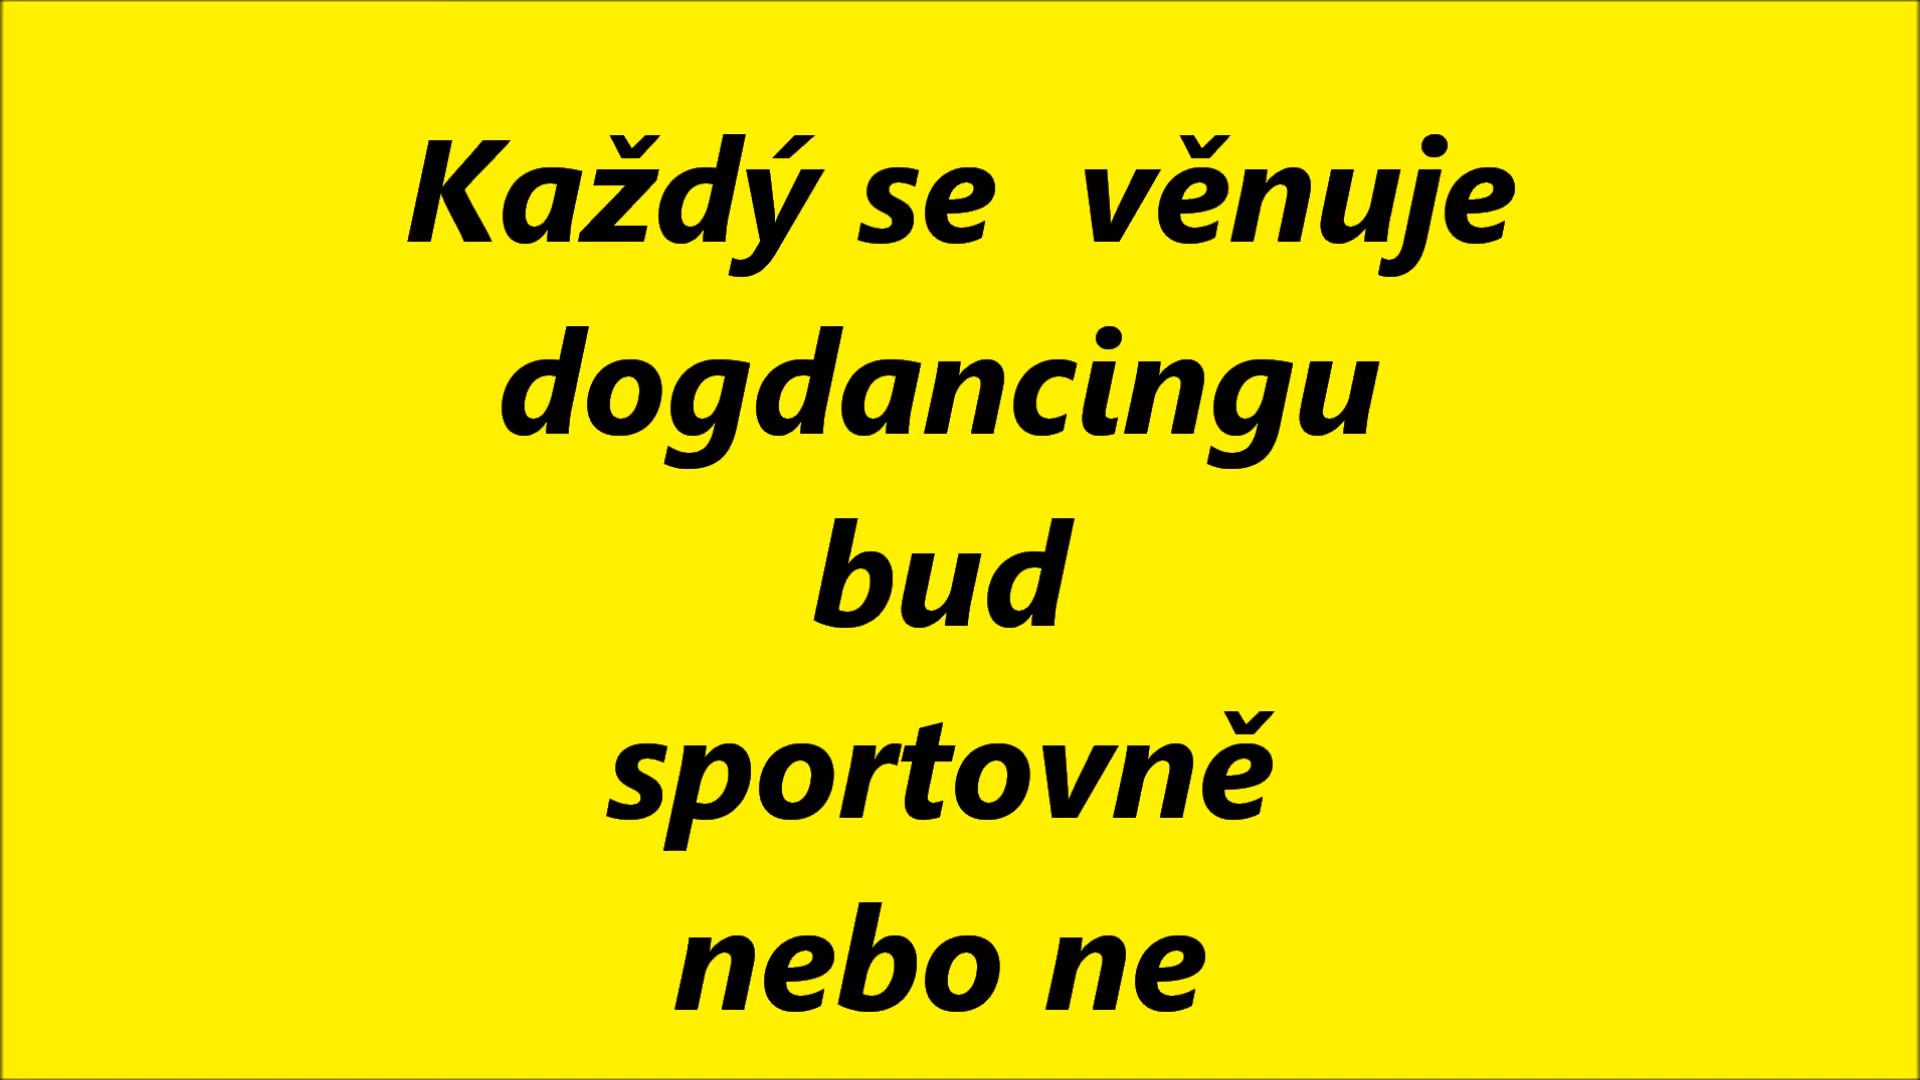 Každý se  věnuje
dogdancingu
bud
sportovně
nebo ne